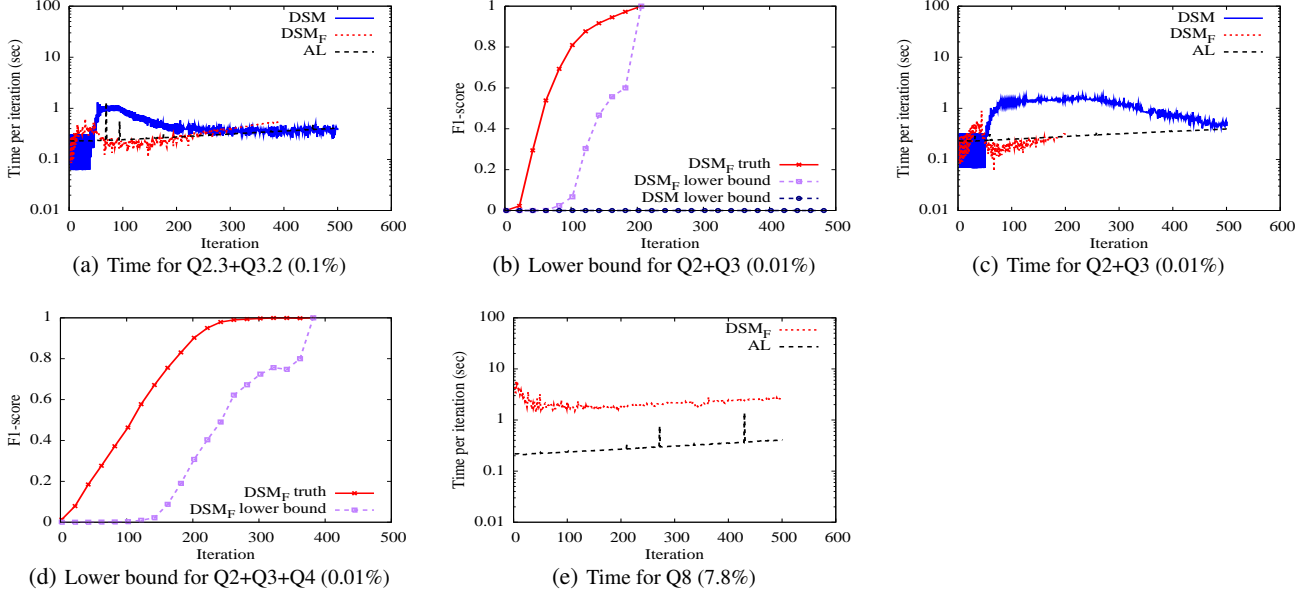 100
10
1
0.1
0.01
0 100 200 300 400 500 600
Time per iteration (sec)
Iteration
DSM
DSM_F
AL
(a) Time for Q2.3+Q3.2 (0.1%)
1
0.8
0.6
0.4
0.2
0
0 100 200 300 400 500
F1-score
Iteration
DSM_F truth
DSM_F lower bound
DSM lower bound
(b) Lower bound for Q2+Q3 (0.01%)
100
10
1
0.1
0.01
0 100 200 300 400 500 600
Time per iteration (sec)
Iteration
DSM
DSM_F
AL
(c) Time for Q2+Q3 (0.01%)
1
0.8
0.6
0.4
0.2
0
0 100 200 300 400 500
F1-score
Iteration
DSM_F truth
DSM_F lower bound
(d) Lower bound for Q2+Q3+Q4 (0.01%)
100
10
1
0.1
0.01
0 100 200 300 400 500 600
Time per iteration (sec)
Iteration
DSM_F
AL
(e) Time for Q8 (7.8%)